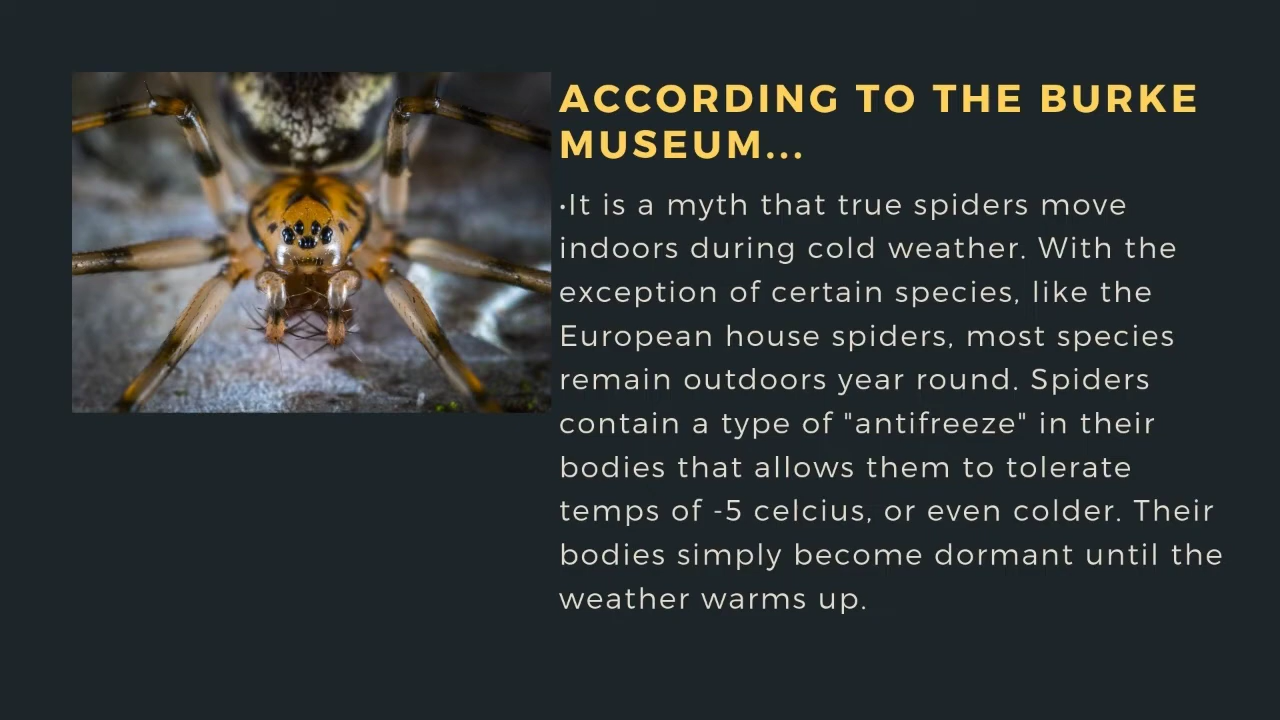 ACCORDING TO THE BURKE
MUSEUM...
·It is a myth that true spiders move
indoors during cold weather. With the
exception of certain species, like the
European house spiders, most species
remain outdoors year round. Spiders
contain a type of "antifreeze" in their
bodies that allows them to tolerate
temps of -5 celcius, or even colder. Their
bodies simply become dormant until the
weather warms up.